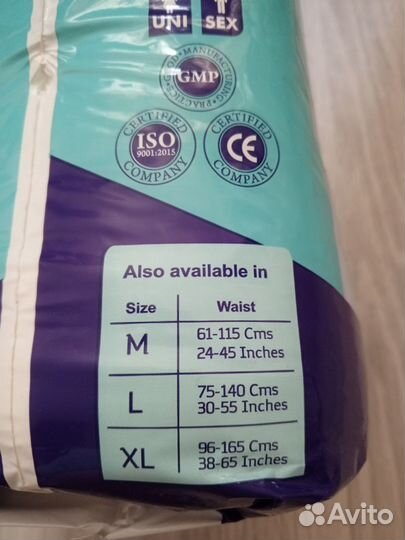 UNI SEX
GOOD • MANUFACTURING • PRACTICES •
GMP
CERTIFIED
ISO
9001:2015
COMPANY
CERTIFIED
CE
COMPANY
Also available in
Size Waist
M 61-115 Cms
24-45 Inches
L 75-140 Cms
30-55 Inches
XL 96-165 Cms
38-65 Inches
Avito